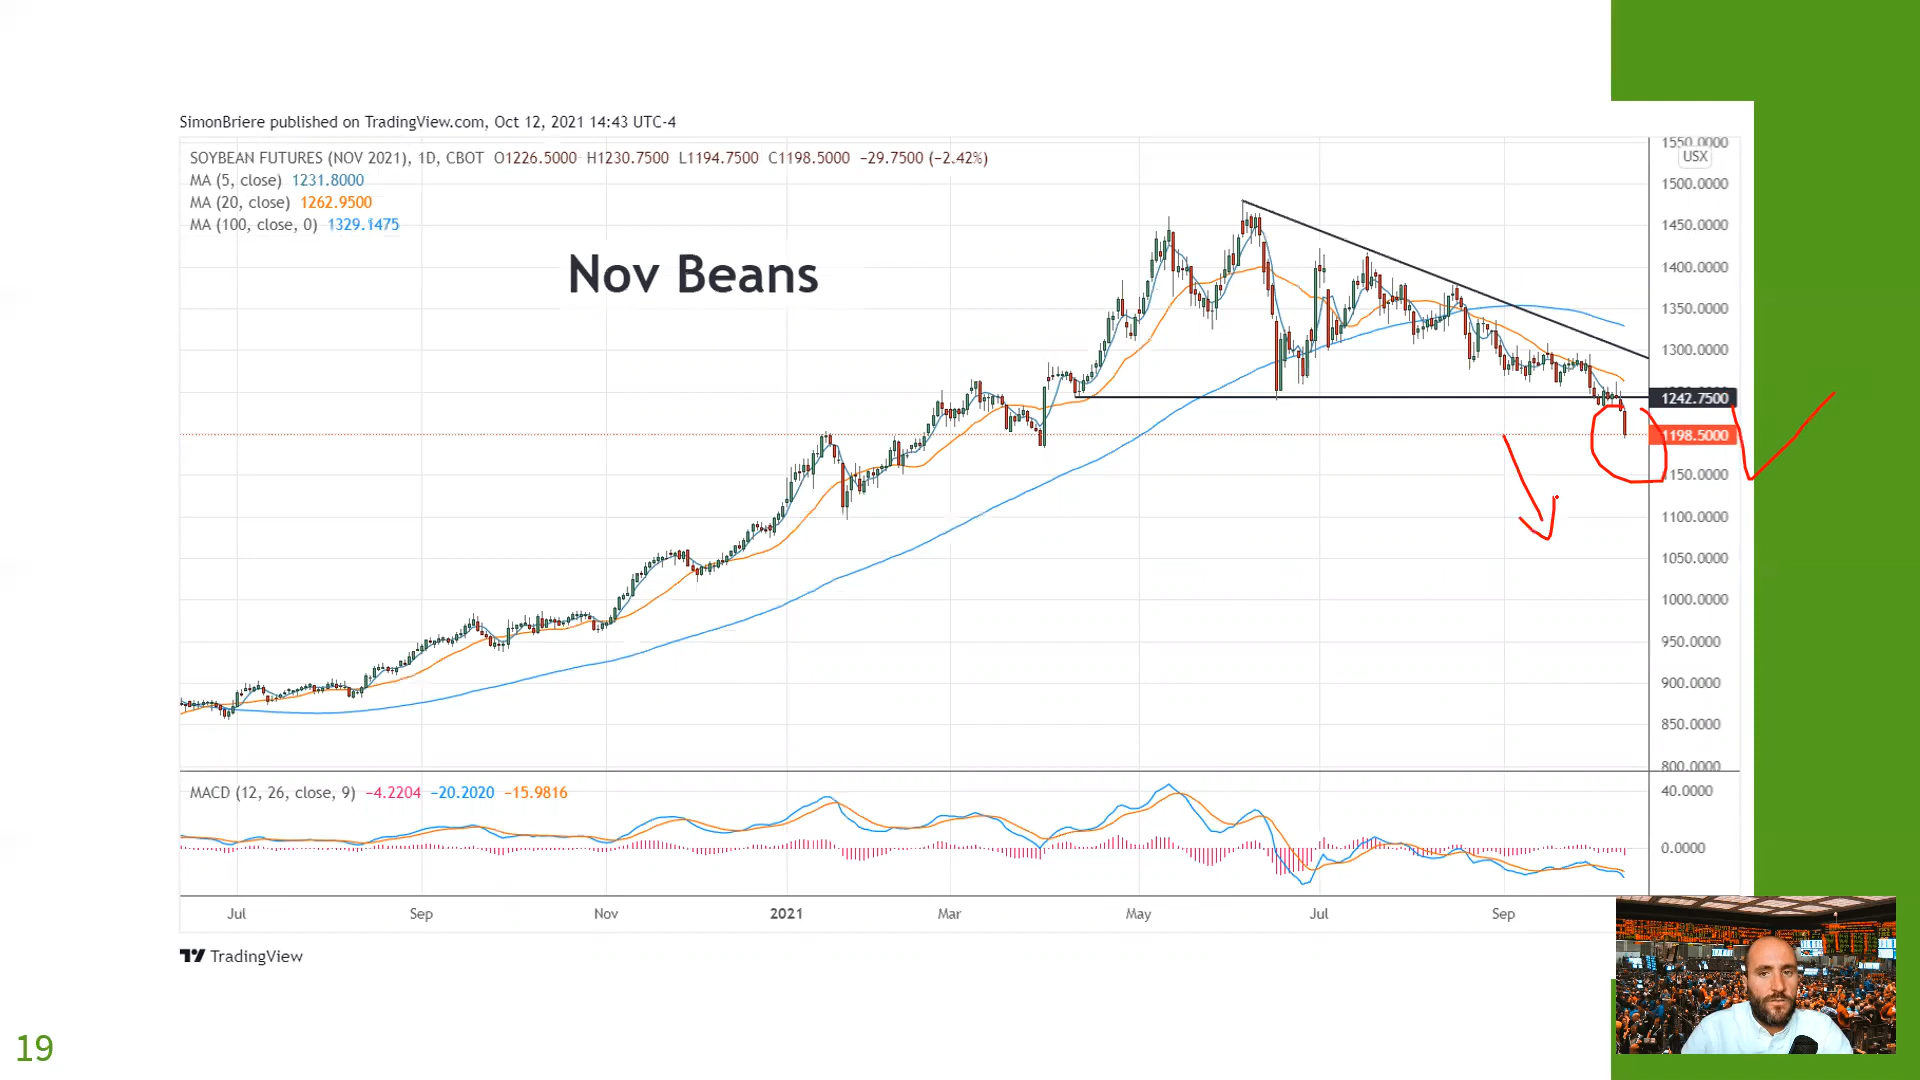 SimonBriere published on TradingView.com, Oct 12, 2021 14:43 UTC-4
SOYBEAN FUTURES (NOV 2021), 1D, CBOT O1226.5000 H1230.7500 L1194.7500 C1198.5000 −29.7500 (−2.42%)
MA (5, close) 1231.8000
MA (20, close) 1262.9500
MA (100, close, 0) 1329.1475
Nov Beans
1550.0000
USX
1500.0000
1450.0000
1400.0000
1350.0000
1300.0000
1242.7500
1198.5000
1150.0000
1100.0000
1050.0000
1000.0000
950.0000
900.0000
850.0000
800.0000
MACD (12, 26, close, 9) −4.2204 −20.2020 −15.9816
40.0000
0.0000
Jul Sep Nov 2021 Mar May Jul Sep
TradingView
19